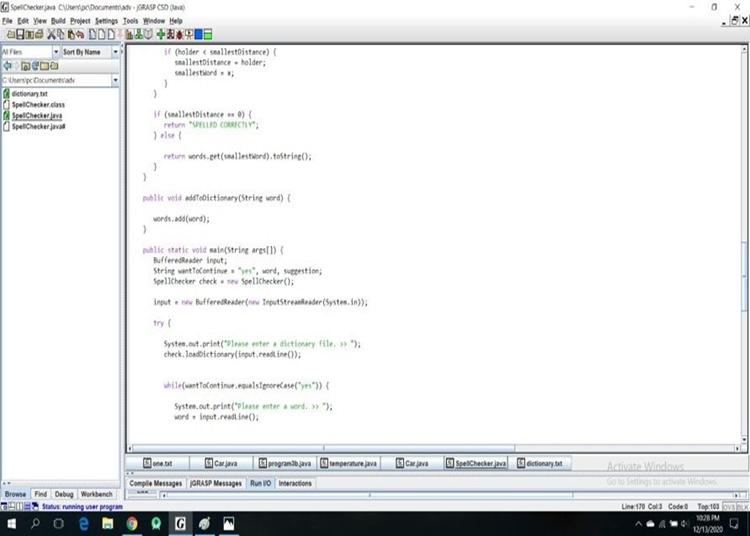 SpellChecker.java C:\Users\pc\Documents\adv - jGRASP CSD (Java)
File Edit View Build Project Settings Tools Window Help
All Files Sort By Name
C:\Users\pc\Documents\adv
dictionary.txt
SpellChecker.class
SpellChecker.java
SpellChecker.java#
if (holder < smallestDistance) {
smallestDistance = holder;
smallestWord = x;
}
}
if (smallestDistance == 0) {
return "SPELLED CORRECTLY";
} else {
return words.get(smallestWord).toString();
}
}
public void addToDictionary(String word) {
words.add(word);
}
public static void main(String args[]) {
BufferedReader input;
String wantToContinue = "yes", word, suggestion;
SpellChecker check = new SpellChecker();
input = new BufferedReader(new InputStreamReader(System.in));
try {
System.out.print("Please enter a dictionary file. >> ");
check.loadDictionary(input.readLine());
while(wantToContinue.equalsIgnoreCase("yes")) {
System.out.print("Please enter a word. >> ");
word = input.readLine();
one.txt Car.java program3b.java temperature.java Car.java SpellChecker.java dictionary.txt
Activate Windows
Go to Settings to activate Windows.
Compile Messages jGRASP Messages Run I/O Interactions
Browse Find Debug Workbench
Status: running user program
Line:170 Col:3 Code:0 Top:103 OVS BLK
10:28 PM
12/13/2020